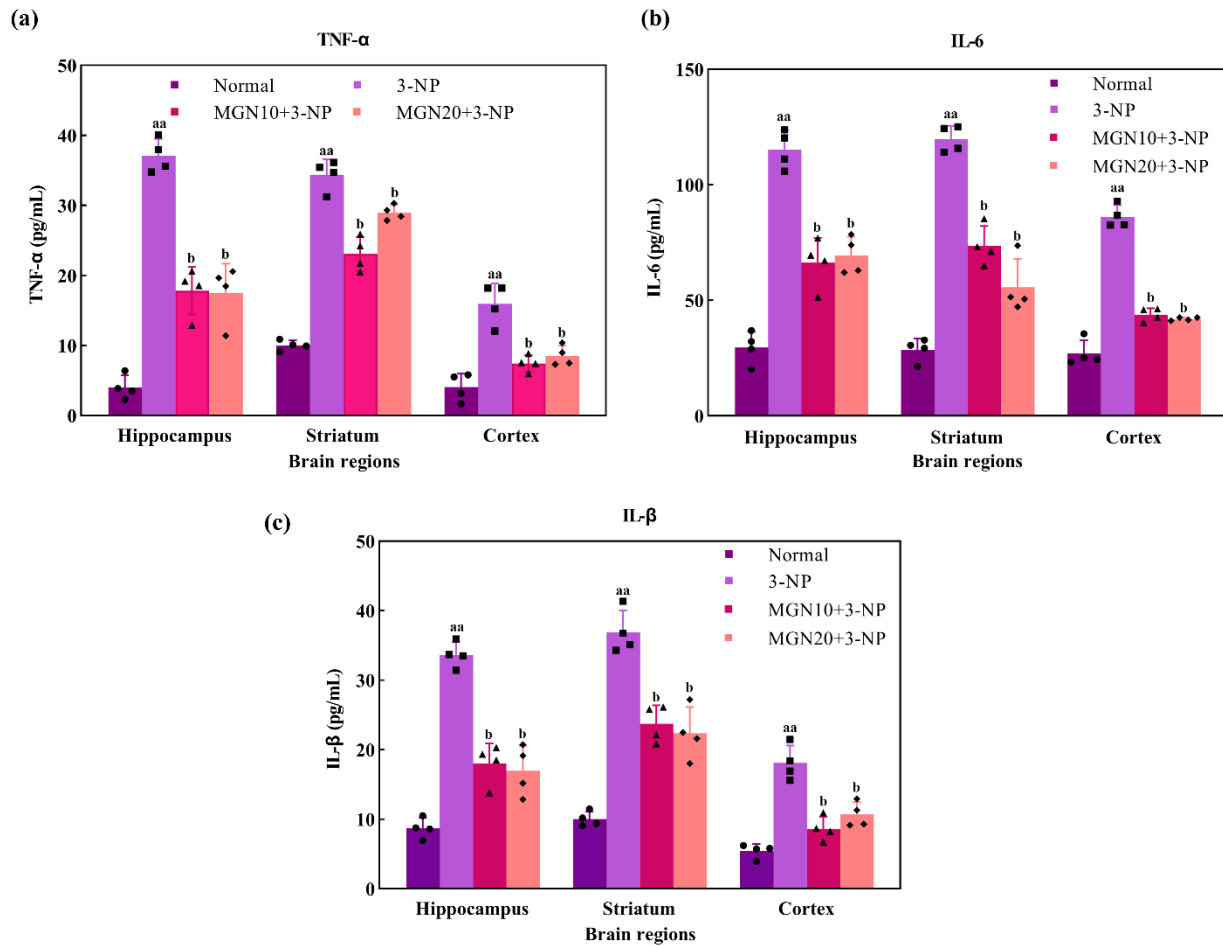 (a)
TNF-α
Normal 3-NP
MGN10+3-NP MGN20+3-NP
TNF-α (pg/mL)
50
40
30
20
10
0
aa
b
b
aa
b
b
aa
b
b
Hippocampus Striatum Cortex
Brain regions
(b)
IL-6
Normal
3-NP
MGN10+3-NP
MGN20+3-NP
IL-6 (pg/mL)
150
100
50
0
aa
b
b
aa
b
b
aa
b
b
Hippocampus Striatum Cortex
Brain regions
(c)
IL-β
Normal
3-NP
MGN10+3-NP
MGN20+3-NP
IL-β (pg/mL)
50
40
30
20
10
0
aa
b
b
aa
b
b
aa
b
b
Hippocampus Striatum Cortex
Brain regions